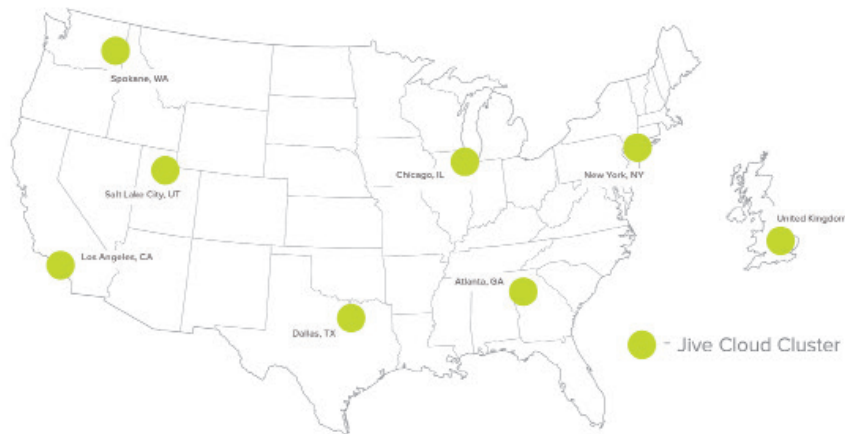 Spokane, WA
Salt Lake City, UT
Chicago, IL
New York, NY
United Kingdom
Los Angeles, CA
Atlanta, GA
Dallas, TX
- Jive Cloud Cluster